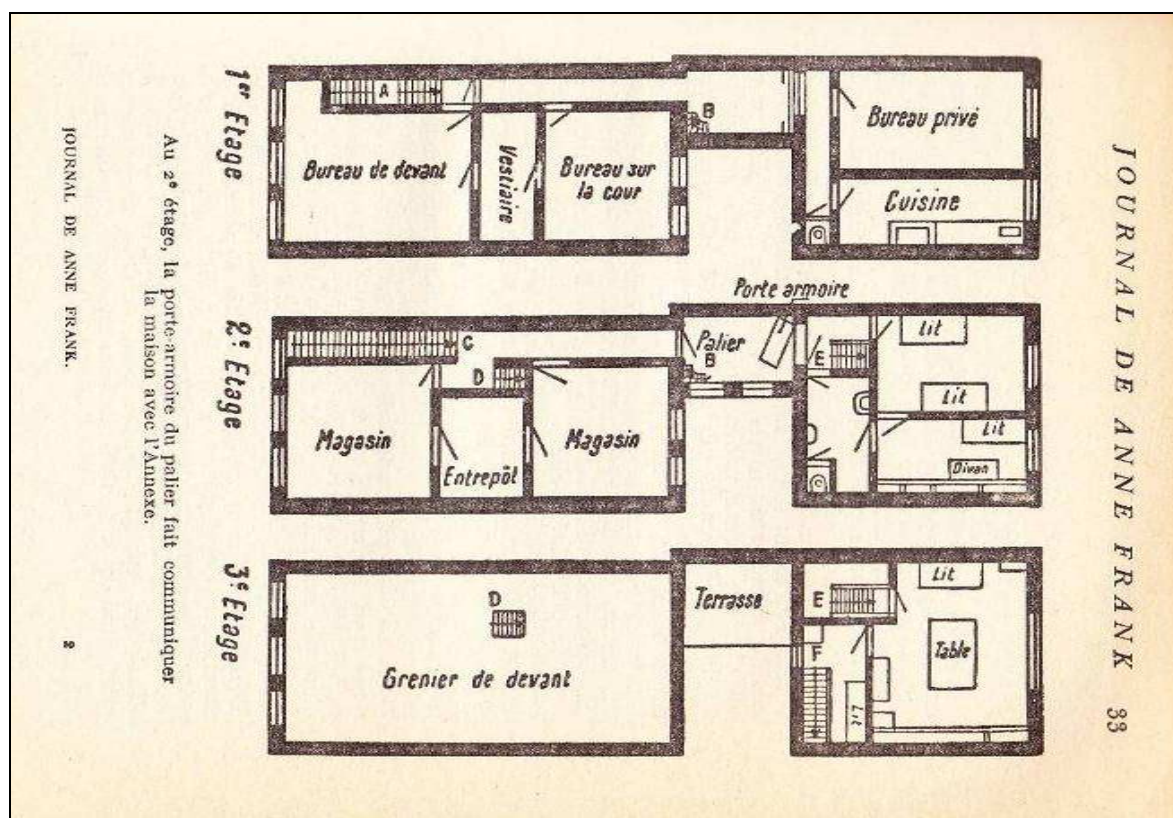 JOURNAL DE ANNE FRANK 33
1er Etage
A
B
Bureau de devant
Vestiaire
Bureau sur
la cour
Bureau privé
Cuisine
2e Etage
Porte armoire
C
D
Palier
B
E
Lit
Lit
Lit
Divan
Magasin
Entrepôt
Magasin
3e Etage
D
Grenier de devant
Terrasse
E
F
Lit
Lit
Table
Au 2e étage, la porte-armoire du palier fait communiquer
la maison avec l'Annexe.
JOURNAL DE ANNE FRANK. 2